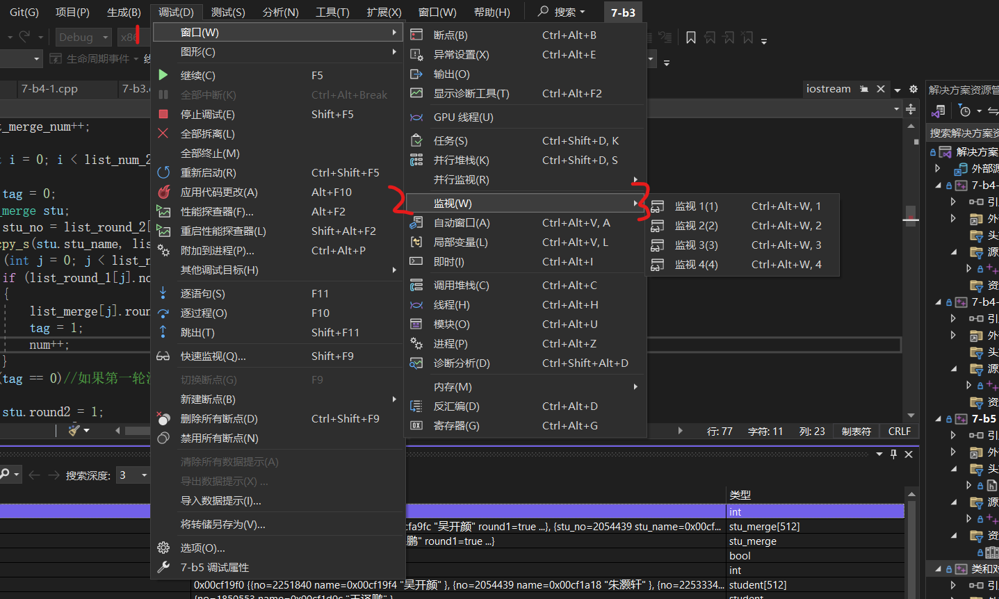 Git(G) 项目(P) 生成(B) 调试(D) 测试(S) 分析(N) 工具(T) 扩展(X) 窗口(W) 帮助(H) 搜索 7-b3
Debug x86
生命周期事件
7-b4-1.cpp 7-b3.
iostream
窗口(W)
图形(C)
继续(C) F5
全部中断(K) Ctrl+Alt+Break
停止调试(E) Shift+F5
全部拆离(L)
全部终止(M)
重新启动(R) Ctrl+Shift+F5
应用代码更改(A) Alt+F10
性能探查器(F)... Alt+F2
重启性能探查器(L) Shift+Alt+F2
附加到进程(P)... Ctrl+Alt+P
其他调试目标(H)
逐语句(S) F11
逐过程(O) F10
跳出(T) Shift+F11
快速监视(Q)... Shift+F9
切换断点(G) F9
新建断点(B)
删除所有断点(D) Ctrl+Shift+F9
禁用所有断点(N)
清除所有数据提示(A)
导出数据提示(X) ...
导入数据提示(I)...
将转储另存为(V)...
选项(O)...
7-b5 调试属性
断点(B) Ctrl+Alt+B
异常设置(X) Ctrl+Alt+E
输出(O)
显示诊断工具(T) Ctrl+Alt+F2
GPU 线程(U)
任务(S) Ctrl+Shift+D, K
并行堆栈(K) Ctrl+Shift+D, S
并行监视(R)
监视(W)
自动窗口(A) Ctrl+Alt+V, A
局部变量(L) Ctrl+Alt+V, L
即时(I) Ctrl+Alt+I
调用堆栈(C) Ctrl+Alt+C
线程(H) Ctrl+Alt+H
模块(O) Ctrl+Alt+U
进程(P) Ctrl+Alt+Z
诊断分析(D) Ctrl+Shift+Alt+D
内存(M)
反汇编(D) Ctrl+Alt+D
寄存器(G) Ctrl+Alt+G
监视 1(1) Ctrl+Alt+W, 1
监视 2(2) Ctrl+Alt+W, 2
监视 3(3) Ctrl+Alt+W, 3
监视 4(4) Ctrl+Alt+W, 4
1
2
3
t_merge_num++;
i = 0; i < list_num_2
tag = 0;
_merge stu;
stu_no = list_round_2[
cpy_s(stu.stu_name, lis
(int j = 0; j < list_n
if (list_round_1[j].no
{
list_merge[j].roun
tag = 1;
num++;
}
(tag == 0)//如果第一轮
stu.round2 = 1;
行: 77 字符: 11 列: 23 制表符 CRLF
搜索深度: 3
类型
int
cfa9fc "吴开颜" round1=true ...}, {stu_no=2054439 stu_name=0x00cf... stu_merge[512]
鹏" round1=true ...} stu_merge
bool
int
0x00cf19f0 {{no=2251840 name=0x00cf19f4 "吴开颜" }, {no=2054439 name=0x00cf1a18 "朱灏轩" }, {no=2253334... student[512]
解决方案资源管
搜索解决方案资
解决方案
外部源
7-b4-
引
外
头
源
资
7-b4-
引
外
头
源
资
7-b5
引
外
头
源
资
类和对
引